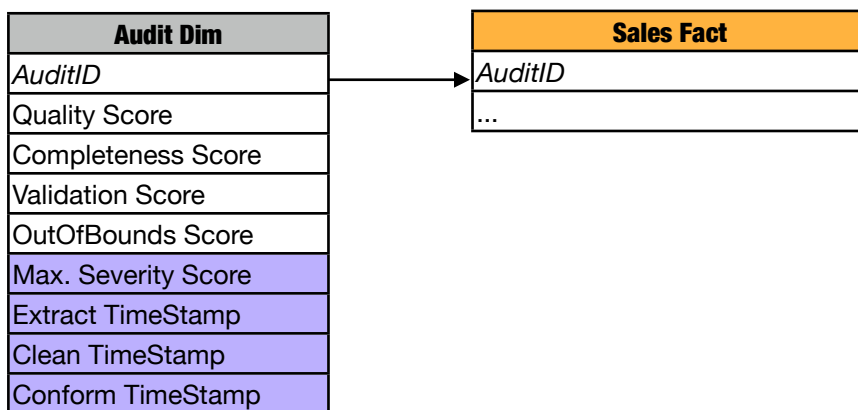 Audit Dim
AuditID
Quality Score
Completeness Score
Validation Score
OutOfBounds Score
Max. Severity Score
Extract TimeStamp
Clean TimeStamp
Conform TimeStamp
Sales Fact
AuditID
...